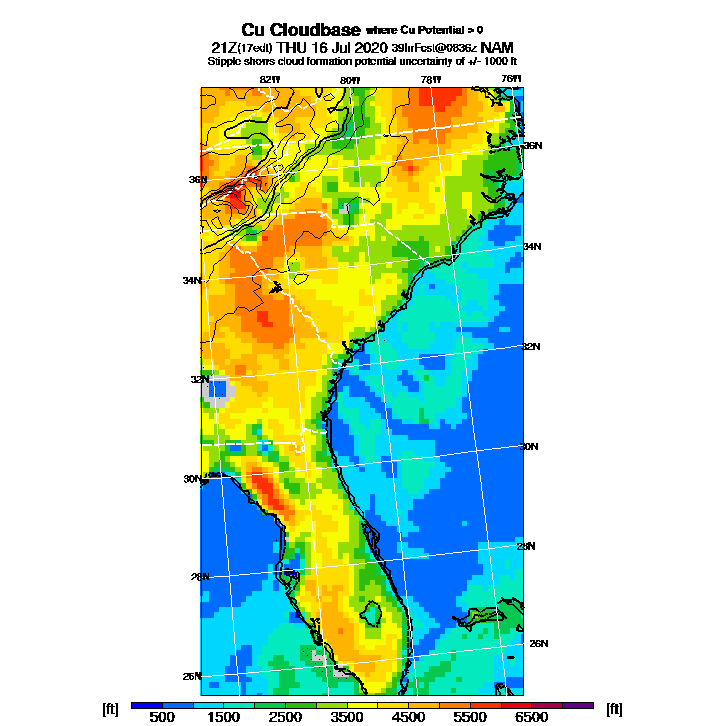 Cu Cloudbase where Cu Potential > 0
21Z(17edt) THU 16 Jul 2020 39hrFcst@0836z NAM
Stipple shows cloud formation potential uncertainty of +/- 1000 ft
82W 80W 78W 76W
36N
36N
34N
34N
32N
32N
30N
30N
28N
28N
26N
26N
[ft] 500 1500 2500 3500 4500 5500 6500 [ft]